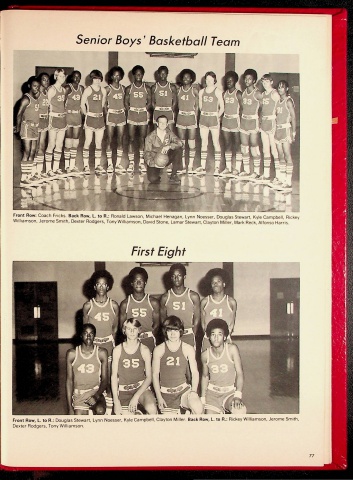 Senior Boys' Basketball Team
Front Row: Coach Fricks. Back Row, L. to R.: Ronald Lawson, Michael Henagan, Lynn Noesser, Douglas Stewart, Kyle Campbell, Rickey
Williamson, Jerome Smith, Dexter Rodgers, Tony Williamson, David Stone, Lamar Stewart, Clayton Miller, Mark Reck, Alfonso Harris.
First Eight
45
55
51
41
43
35
21
33
Front Row, L. to R.: Douglas Stewart, Lynn Noesser, Kyle Campbell, Clayton Miller. Back Row, L. to R.: Rickey Williamson, Jerome Smith,
Dexter Rodgers, Tony Williamson.
77